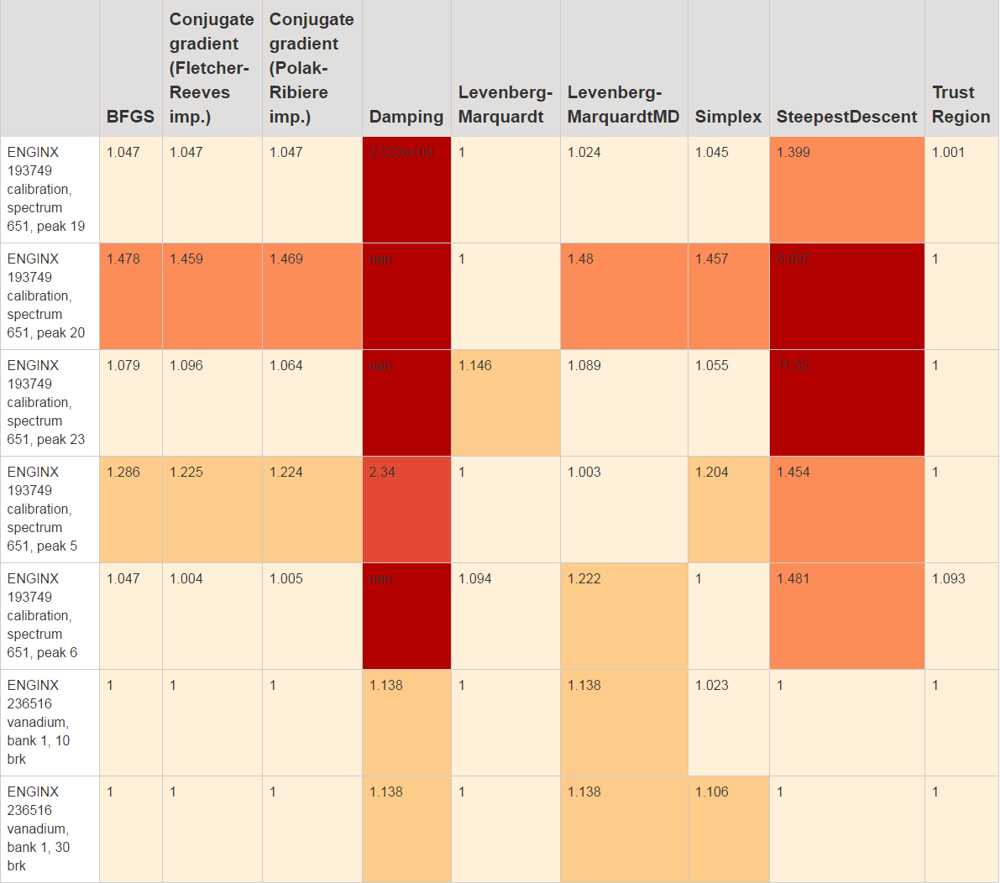 BFGS
Conjugate
gradient
(Fletcher-
Reeves
imp.)
Conjugate
gradient
(Polak-
Ribiere
imp.)
Damping
Levenberg-
Marquardt
Levenberg-
MarquardtMD
Simplex
SteepestDescent
Trust
Region
ENGINX
193749
calibration,
spectrum
651, peak 19
1.047
1.047
1.047
2.532e+09
1
1.024
1.045
1.399
1.001
ENGINX
193749
calibration,
spectrum
651, peak 20
1.478
1.459
1.469
nan
1
1.48
1.457
6.097
1
ENGINX
193749
calibration,
spectrum
651, peak 23
1.079
1.096
1.064
nan
1.146
1.089
1.055
11.32
1
ENGINX
193749
calibration,
spectrum
651, peak 5
1.286
1.225
1.224
2.34
1
1.003
1.204
1.454
1
ENGINX
193749
calibration,
spectrum
651, peak 6
1.047
1.004
1.005
nan
1.094
1.222
1
1.481
1.093
ENGINX
236516
vanadium,
bank 1, 10
brk
1
1
1
1.138
1
1.138
1.023
1
1
ENGINX
236516
vanadium,
bank 1, 30
brk
1
1
1
1.138
1
1.138
1.106
1
1